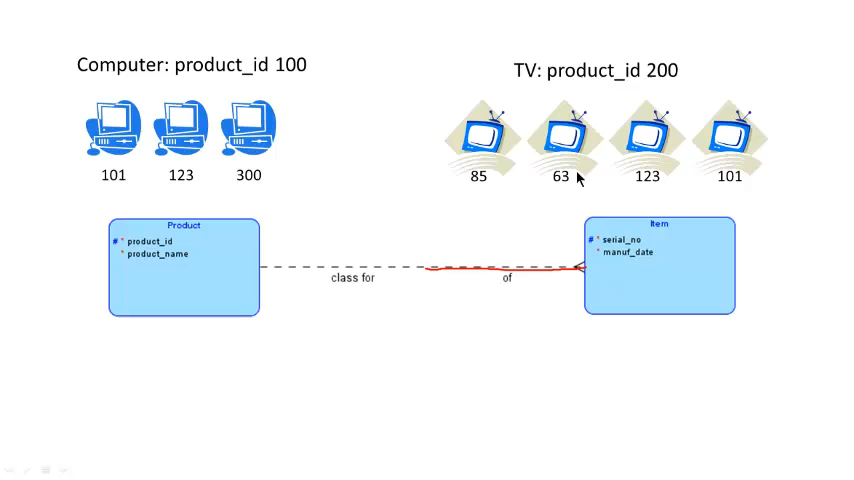 Computer: product_id 100
TV: product_id 200
101 123 300
85 63 123 101
Product
# * product_id
* product_name
class for
of
Item
# * serial_no
* manuf_date